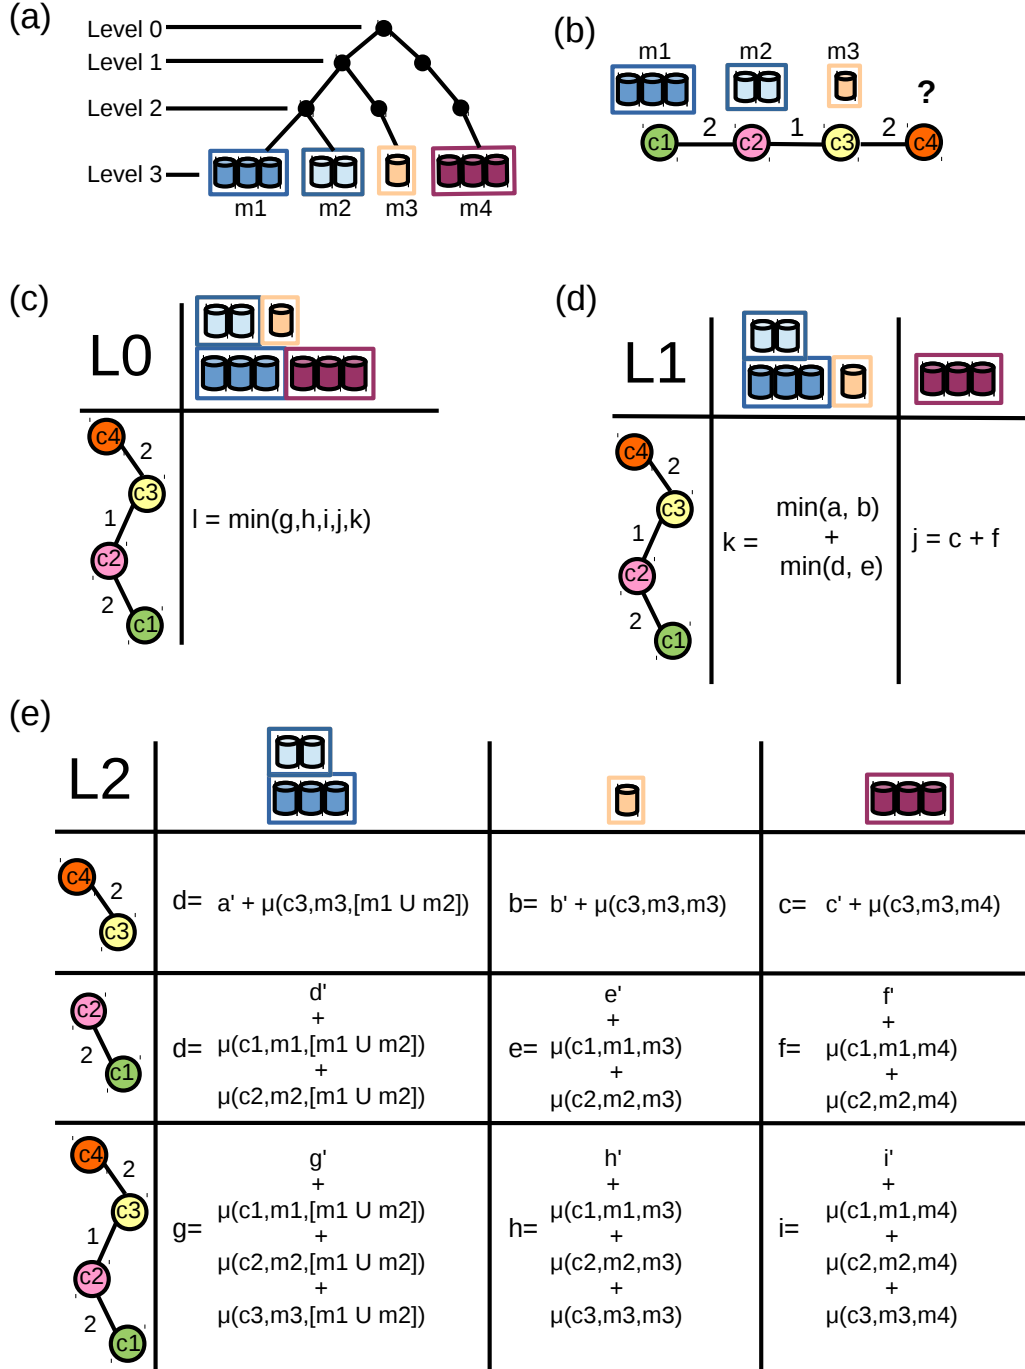 (a)
Level 0
Level 1
Level 2
Level 3
m1
m2
m3
m4
(b)
m1
m2
m3
?
c1
2
c2
1
c3
2
c4
(c)
L0
c4
2
c3
1
c2
2
c1
l = min(g,h,i,j,k)
(d)
L1
c4
2
c3
1
c2
2
c1
k =
min(a, b)
+
min(d, e)
j = c + f
(e)
L2
c4
2
c3
d= a' + μ(c3,m3,[m1 U m2])
b= b' + μ(c3,m3,m3)
c= c' + μ(c3,m3,m4)
c2
2
c1
d=
d'
+
μ(c1,m1,[m1 U m2])
+
μ(c2,m2,[m1 U m2])
e=
e'
+
μ(c1,m1,m3)
+
μ(c2,m2,m3)
f=
f'
+
μ(c1,m1,m4)
+
μ(c2,m2,m4)
c4
2
c3
1
c2
2
c1
g=
g'
+
μ(c1,m1,[m1 U m2])
+
μ(c2,m2,[m1 U m2])
+
μ(c3,m3,[m1 U m2])
h=
h'
+
μ(c1,m1,m3)
+
μ(c2,m2,m3)
+
μ(c3,m3,m3)
i=
i'
+
μ(c1,m1,m4)
+
μ(c2,m2,m4)
+
μ(c3,m3,m4)